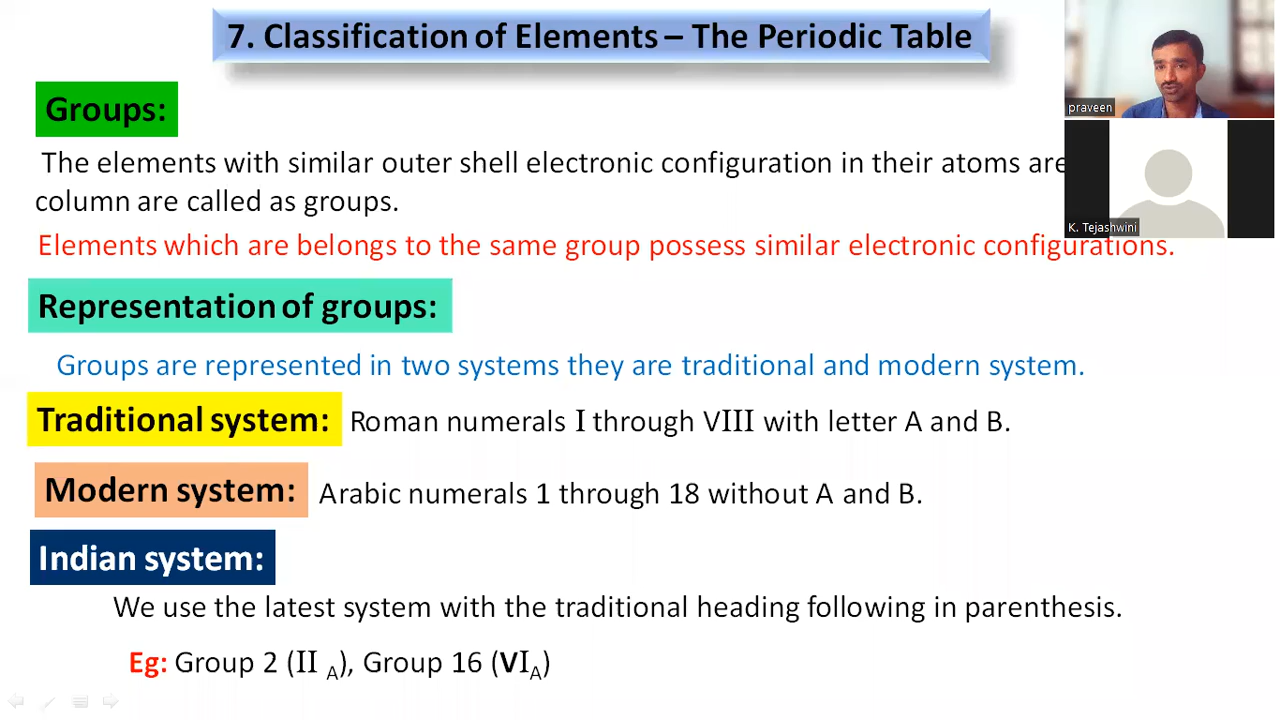 7. Classification of Elements – The Periodic Table
praveen
Groups:
The elements with similar outer shell electronic configuration in their atoms are
column are called as groups.
K. Tejashwini
Elements which are belongs to the same group possess similar electronic configurations.
Representation of groups:
Groups are represented in two systems they are traditional and modern system.
Traditional system: Roman numerals I through VIII with letter A and B.
Modern system: Arabic numerals 1 through 18 without A and B.
Indian system:
We use the latest system with the traditional heading following in parenthesis.
Eg: Group 2 (II A), Group 16 (VIA)